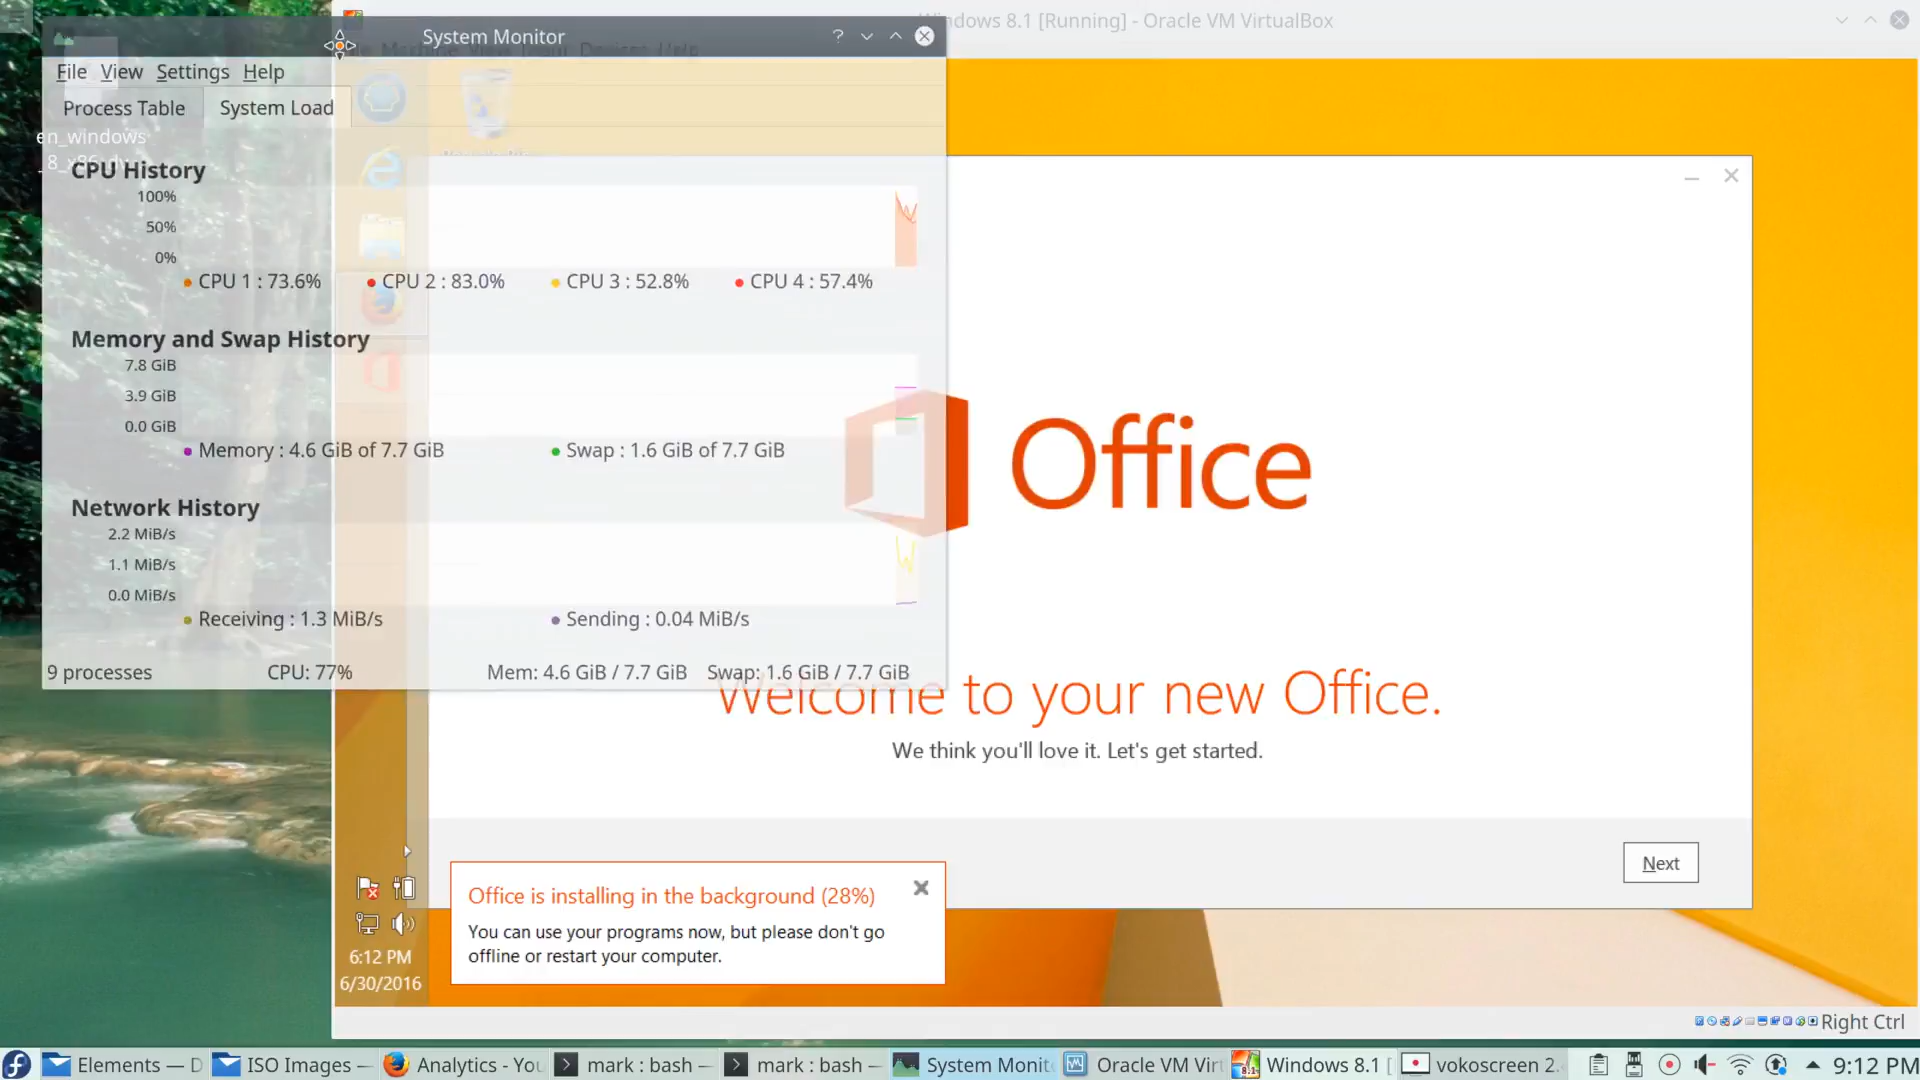 Windows 8.1 [Running] - Oracle VM VirtualBox
System Monitor
?
Machine View Input Devices Help
File View Settings Help
Process Table System Load
en_windows
CPU History
100%
50%
0%
CPU 1 : 73.6% CPU 2 : 83.0% CPU 3 : 52.8% CPU 4 : 57.4%
Memory and Swap History
7.8 GiB
3.9 GiB
0.0 GiB
Memory : 4.6 GiB of 7.7 GiB Swap : 1.6 GiB of 7.7 GiB
Network History
2.2 MiB/s
1.1 MiB/s
0.0 MiB/s
Receiving : 1.3 MiB/s Sending : 0.04 MiB/s
9 processes CPU: 77% Mem: 4.6 GiB / 7.7 GiB Swap: 1.6 GiB / 7.7 GiB
Office
Welcome to your new Office.
We think you'll love it. Let's get started.
Next
Office is installing in the background (28%)
You can use your programs now, but please don't go
offline or restart your computer.
6:12 PM
6/30/2016
Right Ctrl
Elements — D ISO Images — Analytics - You mark : bash — mark : bash — System Monit Oracle VM Virt Windows 8.1 [ vokoscreen 2. 9:12 PM